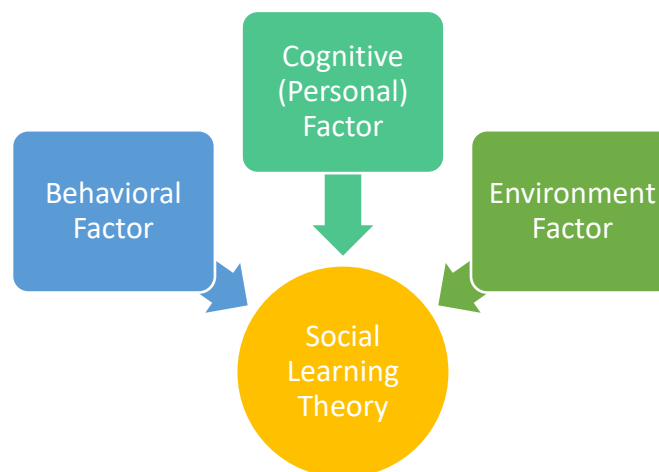 Cognitive
(Personal)
Factor
Behavioral
Factor
Environment
Factor
Social
Learning
Theory